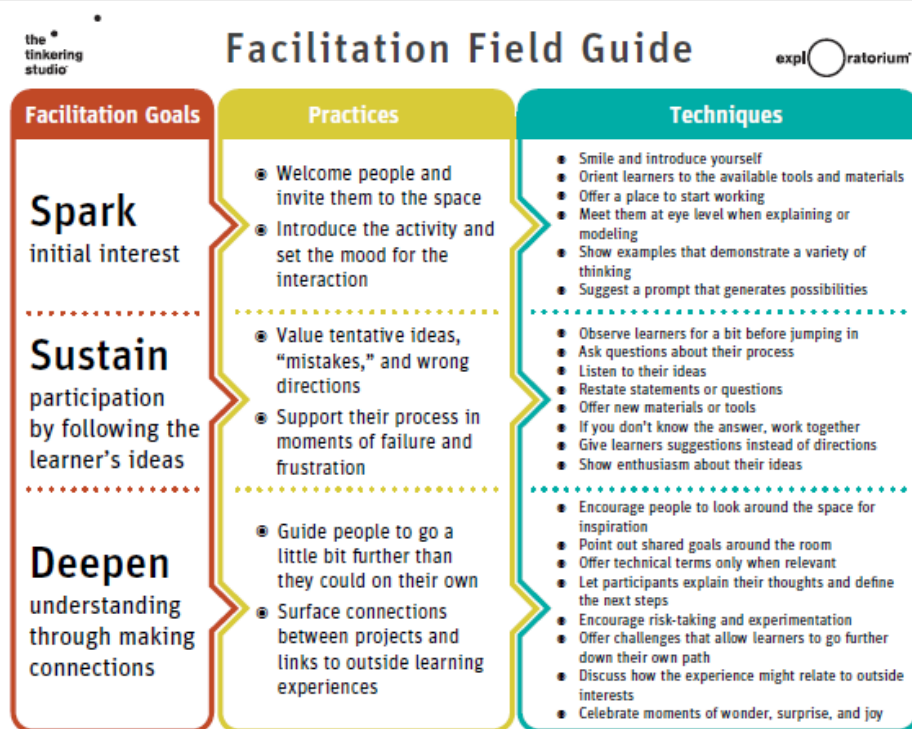 the
tinkering
studio
Facilitation Field Guide
expl ratorium
Facilitation Goals
Practices
Techniques
Spark
initial interest
Welcome people and
invite them to the space
Introduce the activity and
set the mood for the
interaction
Smile and introduce yourself
Orient learners to the available tools and materials
Offer a place to start working
Meet them at eye level when explaining or
modeling
Show examples that demonstrate a variety of
thinking
Suggest a prompt that generates possibilities
Sustain
participation
by following the
learner's ideas
Value tentative ideas,
“mistakes,” and wrong
directions
Support their process in
moments of failure and
frustration
Observe learners for a bit before jumping in
Ask questions about their process
Listen to their ideas
Restate statements or questions
Offer new materials or tools
If you don't know the answer, work together
Give learners suggestions instead of directions
Show enthusiasm about their ideas
Deepen
understanding
through making
connections
Guide people to go a
little bit further than
they could on their own
Surface connections
between projects and
links to outside learning
experiences
Encourage people to look around the space for
inspiration
Point out shared goals around the room
Offer technical terms only when relevant
Let participants explain their thoughts and define
the next steps
Encourage risk-taking and experimentation
Offer challenges that allow learners to go further
down their own path
Discuss how the experience might relate to outside
interests
Celebrate moments of wonder, surprise, and joy